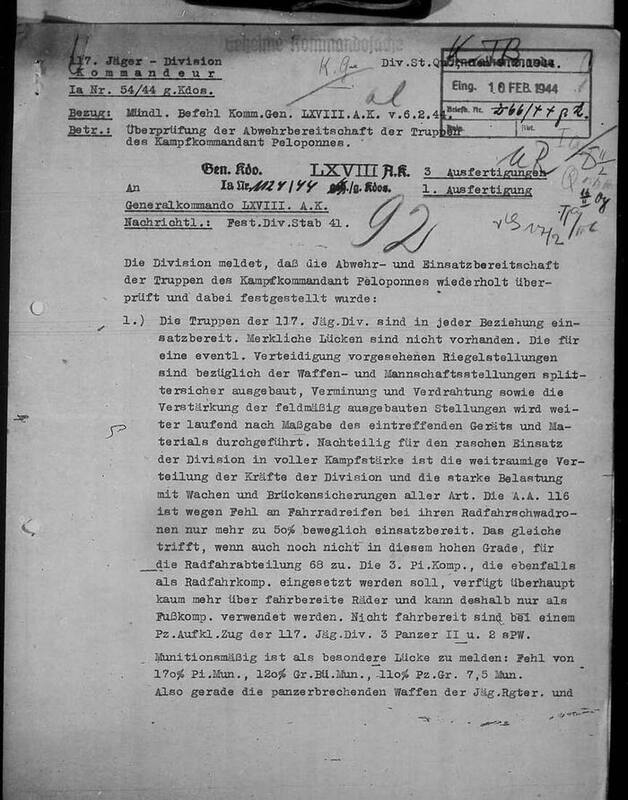 Geheime Kommandosache
117. Jäger - Division
Kommandeur
Div.St.Qu.,
Ia Nr. 54/44 g.Kdos.
K.T.B.
Eing. 10 FEB. 1944
Briefb. Nr.
Bezug: Mündl. Befehl Komm.Gen. LXVIII.A.K. v.6.2.44.
Betr.: Überprüfung der Abwehrbereitschaft der Truppen
des Kampfkommandant Peloponnes.
Gen. Kdo. LXVIII A.K. 3 Ausfertigungen
Ia Nr. 1124/44 /g. Kdos. 1. Ausfertigung
An
Generalkommando LXVIII. A.K.
Nachrichtl.: Fest.Div.Stab 41.
92
Die Division meldet, daß die Abwehr- und Einsatzbereitschaft
der Truppen des Kampfkommandant Peloponnes wiederholt über-
prüft und dabei festgestellt wurde:
1.) Die Truppen der 117. Jäg.Div. sind in jeder Beziehung ein-
satzbereit. Merkliche Lücken sind nicht vorhanden. Die für
eine eventl. Verteidigung vorgesehenen Riegelstellungen
sind bezüglich der Waffen- und Mannschaftsstellungen split-
tersicher ausgebaut, Verminung und Verdrahtung sowie die
Verstärkung der feldmäßig ausgebauten Stellungen wird wei-
ter laufend nach Maßgabe des eintreffenden Geräts und Ma-
terials durchgeführt. Nachteilig für den raschen Einsatz
der Division in voller Kampfstärke ist die weitraumige Ver-
teilung der Kräfte der Division und die starke Belastung
mit Wachen und Brückensicherungen aller Art. Die A.A. 116
ist wegen Fehl an Fahrradreifen bei ihren Radfahrschwadro-
nen nur mehr zu 50% beweglich einsatzbereit. Das gleiche
trifft, wenn auch noch nicht in diesem hohen Grade, für
die Radfahrabteilung 68 zu. Die 3. Pi.Komp., die ebenfalls
als Radfahrkomp. eingesetzt werden soll, verfügt überhaupt
kaum mehr über fahrbereite Räder und kann deshalb nur als
Fußkomp. verwendet werden. Nicht fahrbereit sind bei einem
Pz.Aufkl.Zug der 117. Jäg.Div. 3 Panzer II u. 2 sPW.
Munitionsmäßig ist als besondere Lücke zu melden: Fehl von
170% Pi.Mun., 120% Gr.Bü.Mun., 110% Pz.Gr. 7,5 Mun.
Also gerade die panzerbrechenden Waffen der Jäg.Rgter. und